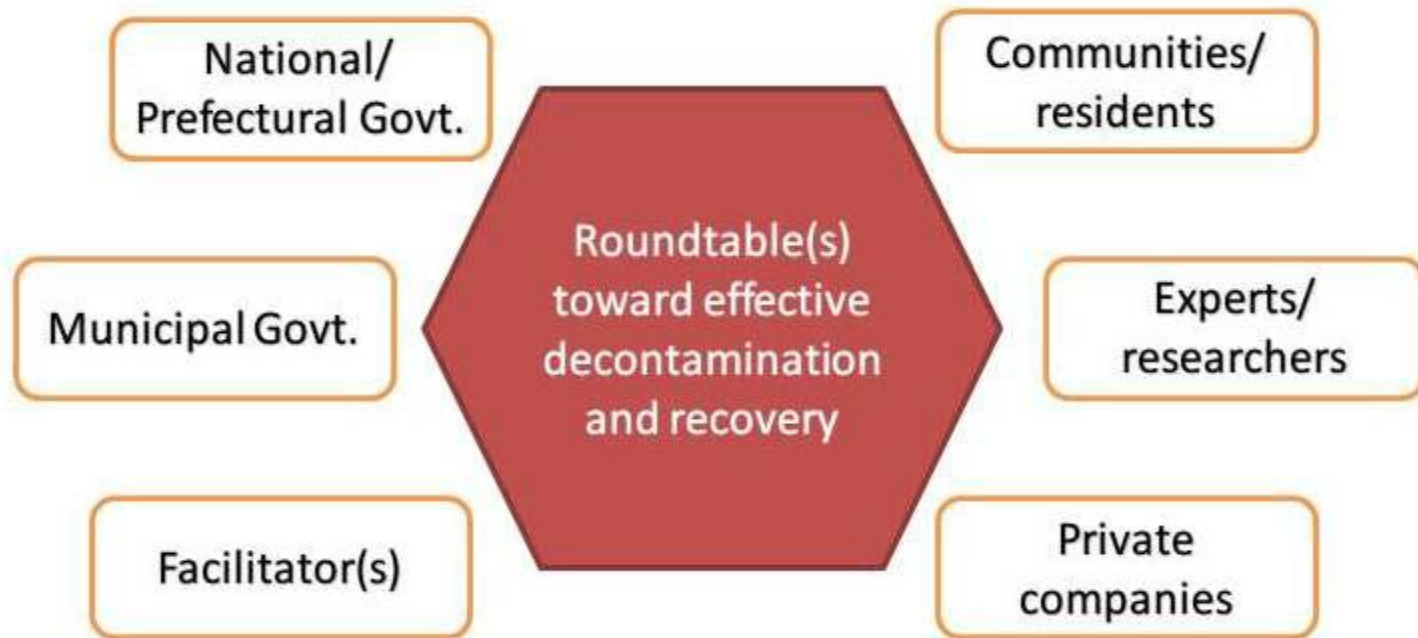 National/
Prefectural Govt.
Communities/
residents
Municipal Govt.
Roundtable(s)
toward effective
decontamination
and recovery
Experts/
researchers
Facilitator(s)
Private
companies